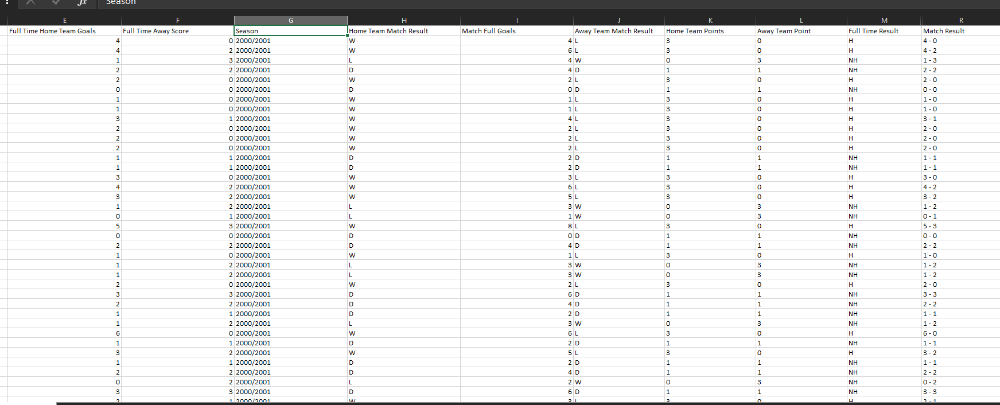 fx Season
E F G H I J K L M R
Full Time Home Team Goals Full Time Away Score Season Home Team Match Result Match Full Goals Away Team Match Result Home Team Points Away Team Point Full Time Result Match Result
4 0 2000/2001 W 4 L 3 0 H 4 - 0
4 2 2000/2001 W 6 L 3 0 H 4 - 2
1 3 2000/2001 L 4 W 0 3 NH 1 - 3
2 2 2000/2001 D 4 D 1 1 NH 2 - 2
2 0 2000/2001 W 2 L 3 0 H 2 - 0
0 0 2000/2001 D 0 D 1 1 NH 0 - 0
1 0 2000/2001 W 1 L 3 0 H 1 - 0
1 0 2000/2001 W 1 L 3 0 H 1 - 0
3 1 2000/2001 W 4 L 3 0 H 3 - 1
2 0 2000/2001 W 2 L 3 0 H 2 - 0
2 0 2000/2001 W 2 L 3 0 H 2 - 0
2 0 2000/2001 W 2 L 3 0 H 2 - 0
1 1 2000/2001 D 2 D 1 1 NH 1 - 1
1 1 2000/2001 D 2 D 1 1 NH 1 - 1
3 0 2000/2001 W 3 L 3 0 H 3 - 0
4 2 2000/2001 W 6 L 3 0 H 4 - 2
3 2 2000/2001 W 5 L 3 0 H 3 - 2
1 2 2000/2001 L 3 W 0 3 NH 1 - 2
0 1 2000/2001 L 1 W 0 3 NH 0 - 1
5 3 2000/2001 W 8 L 3 0 H 5 - 3
0 0 2000/2001 D 0 D 1 1 NH 0 - 0
2 2 2000/2001 D 4 D 1 1 NH 2 - 2
1 0 2000/2001 W 1 L 3 0 H 1 - 0
1 2 2000/2001 L 3 W 0 3 NH 1 - 2
1 2 2000/2001 L 3 W 0 3 NH 1 - 2
2 0 2000/2001 W 2 L 3 0 H 2 - 0
3 3 2000/2001 D 6 D 1 1 NH 3 - 3
2 2 2000/2001 D 4 D 1 1 NH 2 - 2
1 1 2000/2001 D 2 D 1 1 NH 1 - 1
1 2 2000/2001 L 3 W 0 3 NH 1 - 2
6 0 2000/2001 W 6 L 3 0 H 6 - 0
1 1 2000/2001 D 2 D 1 1 NH 1 - 1
3 2 2000/2001 W 5 L 3 0 H 3 - 2
1 1 2000/2001 D 2 D 1 1 NH 1 - 1
2 2 2000/2001 D 4 D 1 1 NH 2 - 2
0 2 2000/2001 L 2 W 0 3 NH 0 - 2
3 3 2000/2001 D 6 D 1 1 NH 3 - 3
2 1 2000/2001 W 3 L 3 0 H 2 - 1